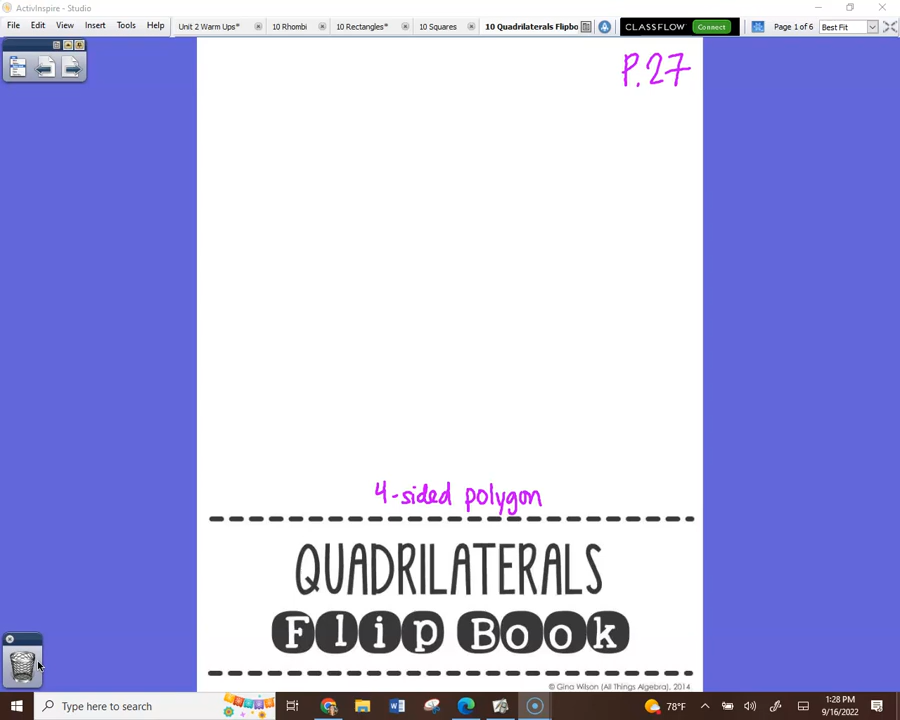 ActivInspire - Studio
File Edit View Insert Tools Help
Unit 2 Warm Ups* 10 Rhombi 10 Rectangles* 10 Squares 10 Quadrilaterals Flipbo CLASSFLOW Connect Page 1 of 6 Best Fit
P.27
4-sided polygon
QUADRILATERALS
Flip Book
© Gina Wilson (All Things Algebra), 2014
Type here to search
78°F
1:28 PM
9/16/2022